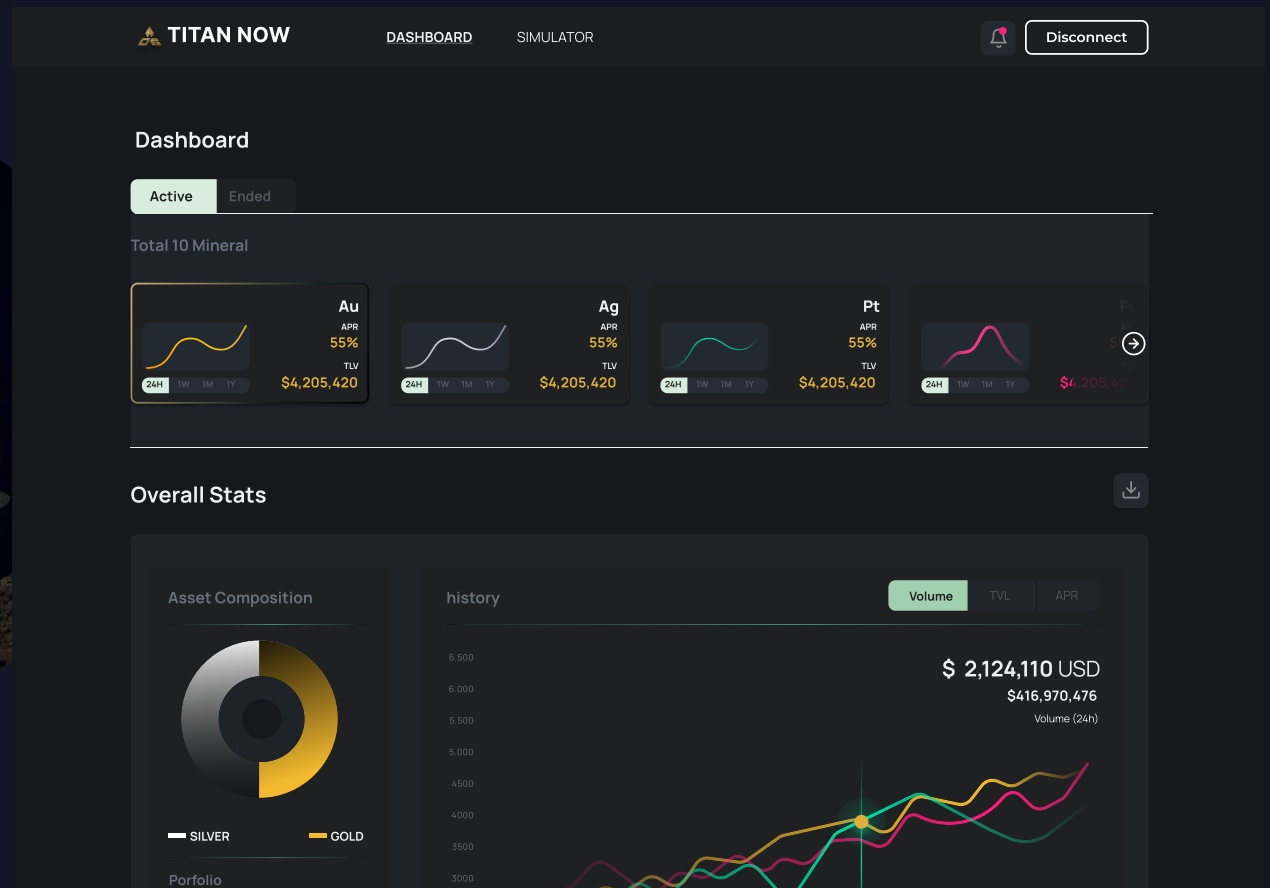 TITAN NOW
DASHBOARD
SIMULATOR
Disconnect
Dashboard
Active
Ended
Total 10 Mineral
Au
APR
55%
TLV
$4,205,420
24H 1W 1M 1Y
Ag
APR
55%
TLV
$4,205,420
24H 1W 1M 1Y
Pt
APR
55%
TLV
$4,205,420
24H 1W 1M 1Y
24H 1W 1M 1Y
Overall Stats
Asset Composition
SILVER
GOLD
Porfolio
history
Volume
TVL
APR
$ 2,124,110 USD
$416,970,476
Volume (24h)
6.500
6.000
5.500
5.000
4500
4000
3500
3000